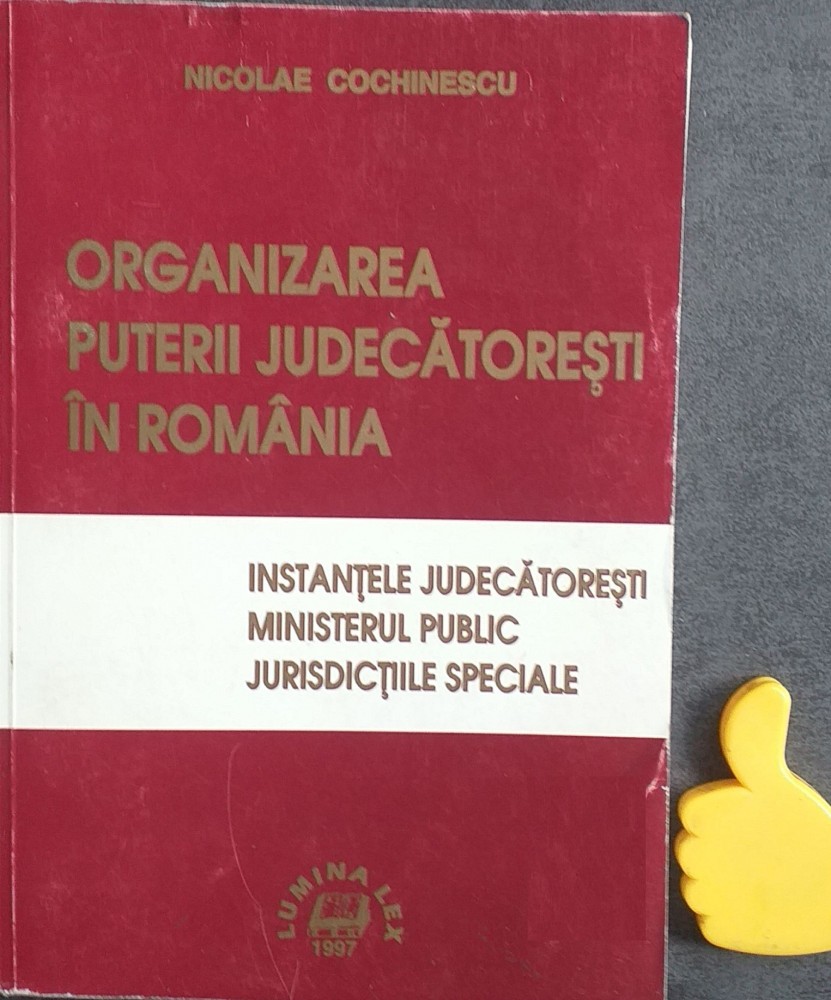 NICOLAE COCHINESCU
ORGANIZAREA
PUTERII JUDECĂTOREŞTI
ÎN ROMÂNIA
INSTANŢELE JUDECĂTOREŞTI
MINISTERUL PUBLIC
JURISDICŢIILE SPECIALE
LUMINA LEX
1997